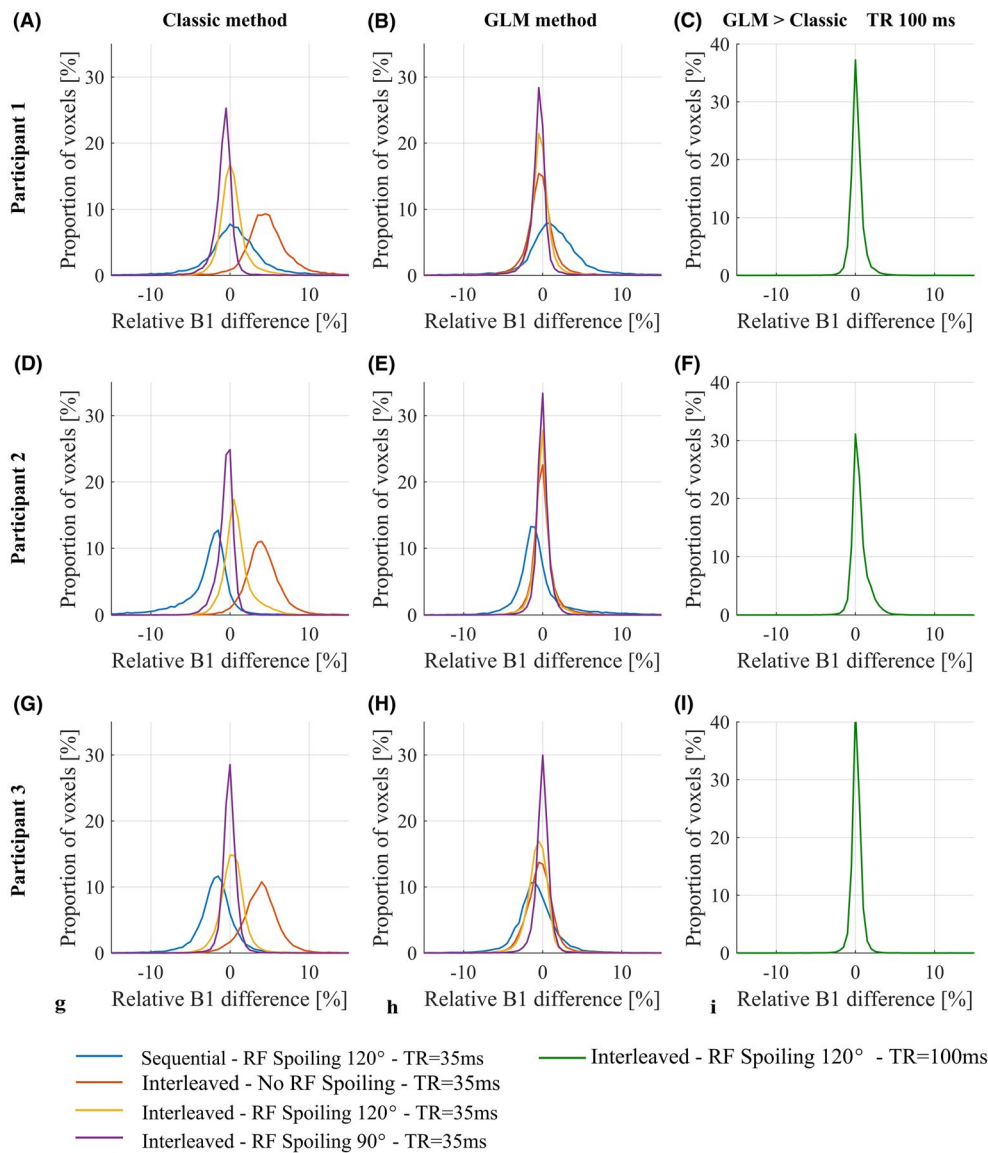 (A) Classic method (B) GLM method (C) GLM > Classic TR 100 ms
Participant 1
Proportion of voxels [%]
30
20
10
0
-10 0 10
Relative B1 difference [%]
Proportion of voxels [%]
30
20
10
0
-10 0 10
Relative B1 difference [%]
Proportion of voxels [%]
40
30
20
10
0
-10 0 10
Relative B1 difference [%]
(D) (E) (F)
Participant 2
Proportion of voxels [%]
30
20
10
0
-10 0 10
Relative B1 difference [%]
Proportion of voxels [%]
30
20
10
0
-10 0 10
Relative B1 difference [%]
Proportion of voxels [%]
40
30
20
10
0
-10 0 10
Relative B1 difference [%]
(G) (H) (I)
Participant 3
Proportion of voxels [%]
30
20
10
0
-10 0 10
g Relative B1 difference [%]
Proportion of voxels [%]
30
20
10
0
-10 0 10
h Relative B1 difference [%]
Proportion of voxels [%]
40
30
20
10
0
-10 0 10
i Relative B1 difference [%]
Sequential - RF Spoiling 120° - TR=35ms
Interleaved - No RF Spoiling - TR=35ms
Interleaved - RF Spoiling 120° - TR=35ms
Interleaved - RF Spoiling 90° - TR=35ms
Interleaved - RF Spoiling 120° - TR=100ms